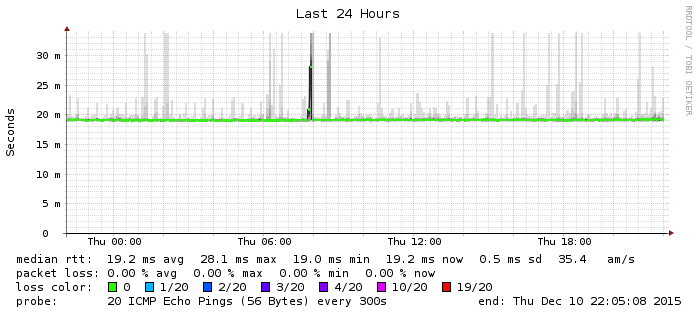 Last 24 Hours
RRDTOOL / TOBI OETIKER
Seconds
30 m
25 m
20 m
15 m
10 m
5 m
0
Thu 00:00 Thu 06:00 Thu 12:00 Thu 18:00
median rtt: 19.2 ms avg 28.1 ms max 19.0 ms min 19.2 ms now 0.5 ms sd 35.4 am/s
packet loss: 0.00 % avg 0.00 % max 0.00 % min 0.00 % now
loss color: 0 1/20 2/20 3/20 4/20 10/20 19/20
probe: 20 ICMP Echo Pings (56 Bytes) every 300s end: Thu Dec 10 22:05:08 2015